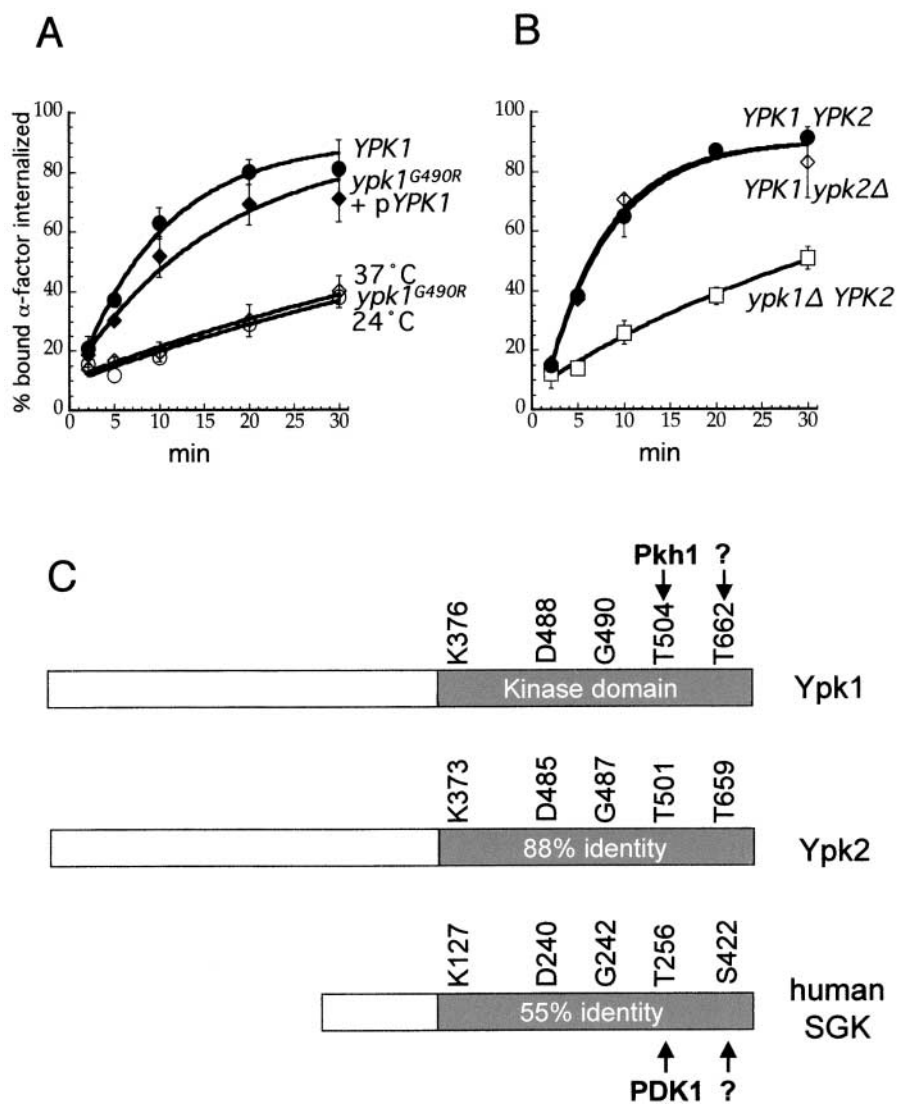 A
% bound α-factor internalized
100
80
60
40
20
0
0 5 10 15 20 25 30
min
YPK1
ypk1G490R
+ pYPK1
37˚C
ypk1G490R
24˚C
B
100
80
60
40
20
0
0 5 10 15 20 25 30
min
YPK1 YPK2
YPK1 ypk2Δ
ypk1Δ YPK2
C
Pkh1 ?
K376 D488 G490 T504 T662
Kinase domain
Ypk1
K373 D485 G487 T501 T659
88% identity
Ypk2
K127 D240 G242 T256 S422
55% identity
human
SGK
PDK1 ?